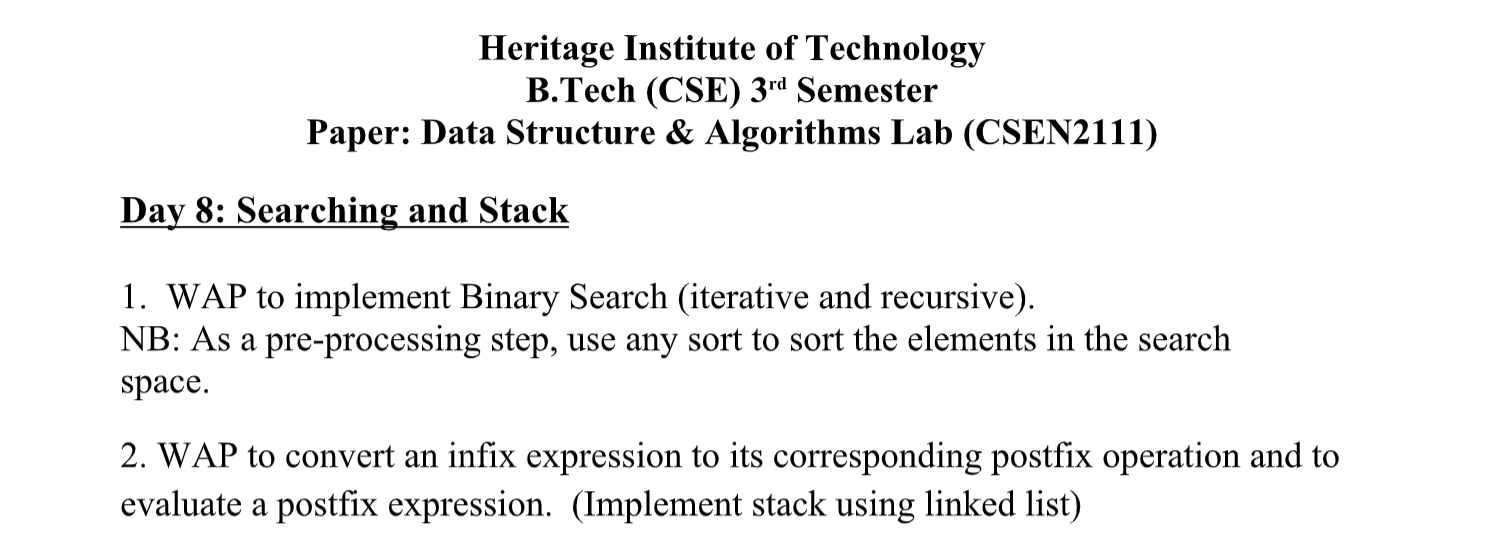 Heritage Institute of Technology
B.Tech (CSE) 3rd Semester
Paper: Data Structure & Algorithms Lab (CSEN2111)
Day 8: Searching and Stack
1. WAP to implement Binary Search (iterative and recursive).
NB: As a pre-processing step, use any sort to sort the elements in the search
space.
2. WAP to convert an infix expression to its corresponding postfix operation and to
evaluate a postfix expression. (Implement stack using linked list)